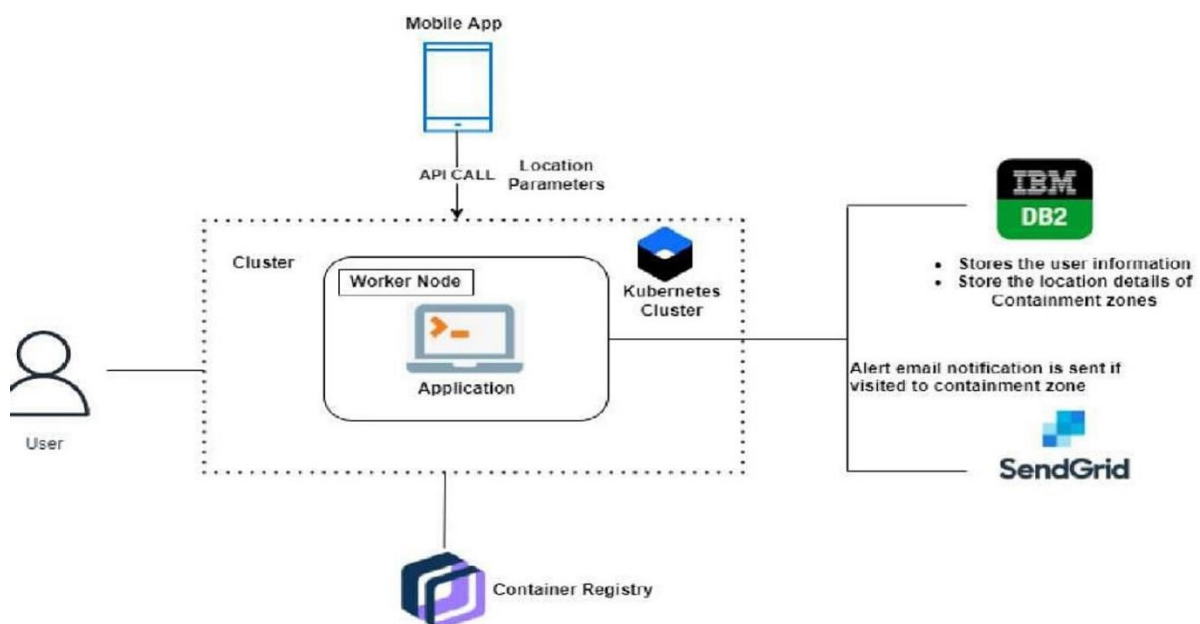 Mobile App
API CALL
Location
Parameters
Cluster
Worker Node
Application
Kubernetes
Cluster
User
IBM
DB2
• Stores the user information
• Store the location details of
Containment zones
Alert email notification is sent if
visited to containment zone
SendGrid
Container Registry